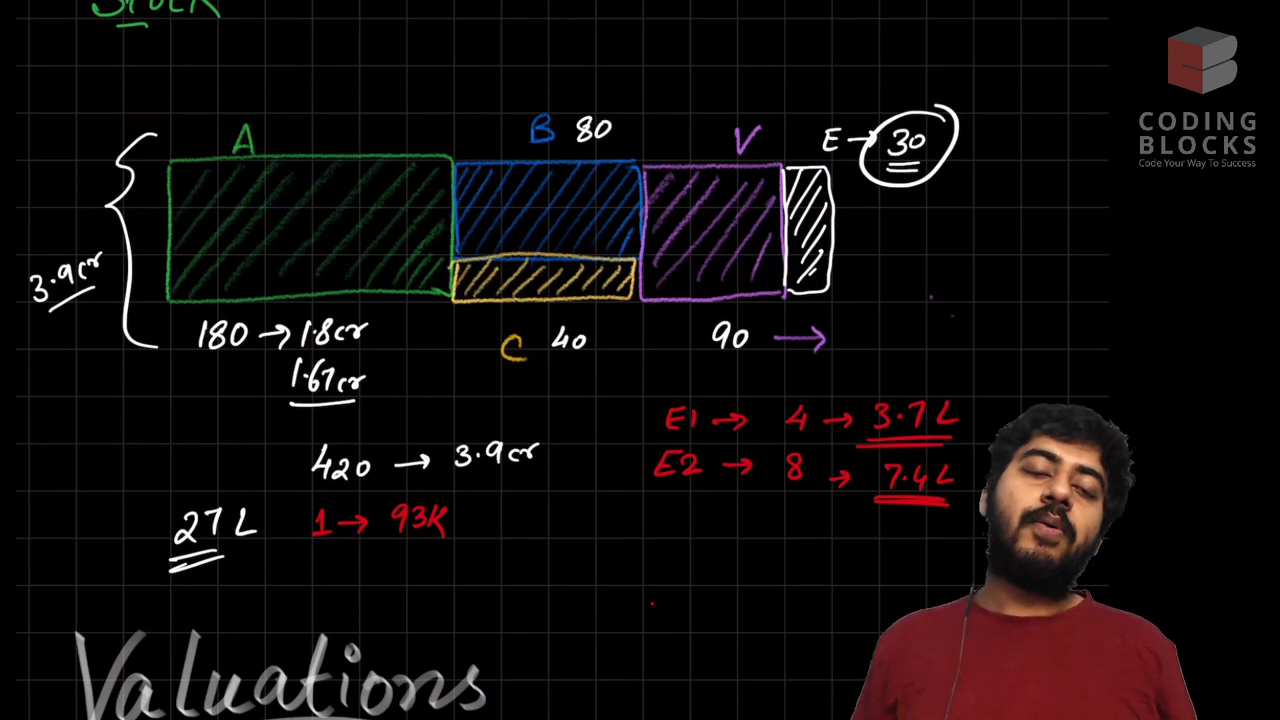 Stock
A
B 80
V
E → 30
3.9cr
180 → 1.8cr
1.67cr
C 40
90 →
420 → 3.9cr
1 → 93K
27L
E1 → 4 → 3.7L
E2 → 8 → 7.4L
Valuations
CODING
BLOCKS
Code Your Way To Success